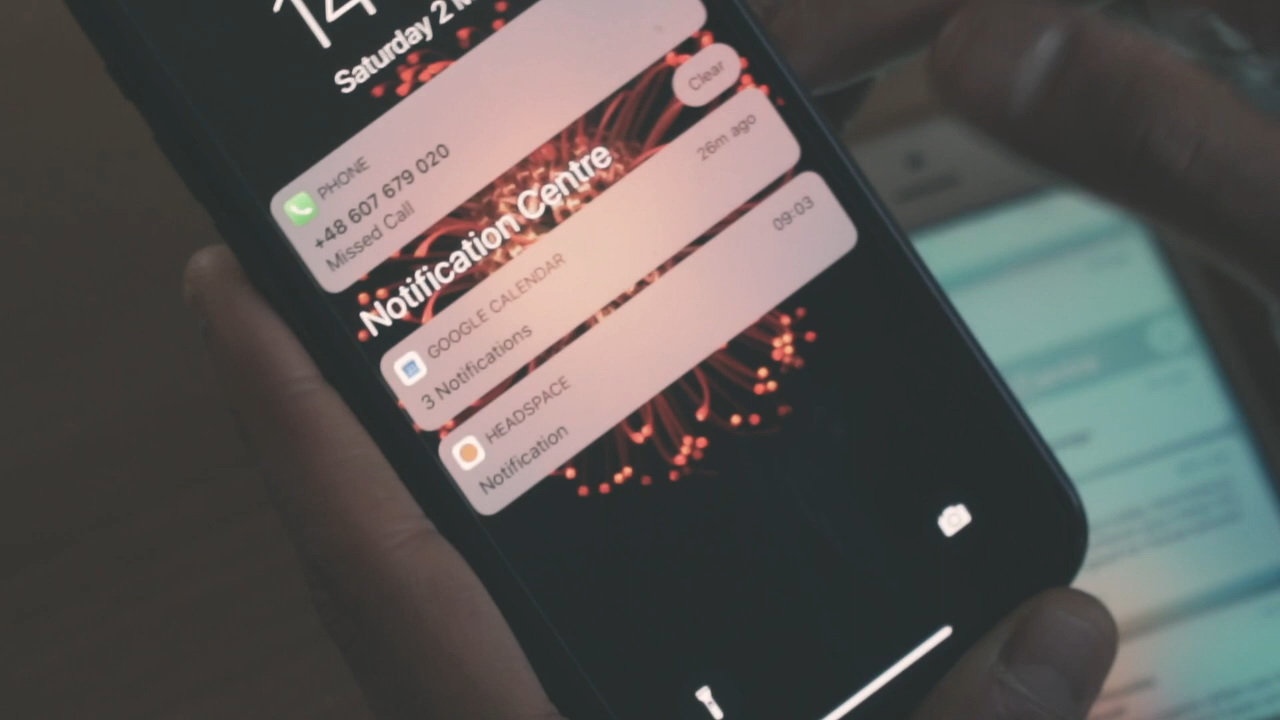 14
Saturday 2
PHONE
+48 607 679 020
Missed Call
Notification Centre
Clear
GOOGLE CALENDAR
26m ago
3 Notifications
HEADSPACE
09:03
Notification